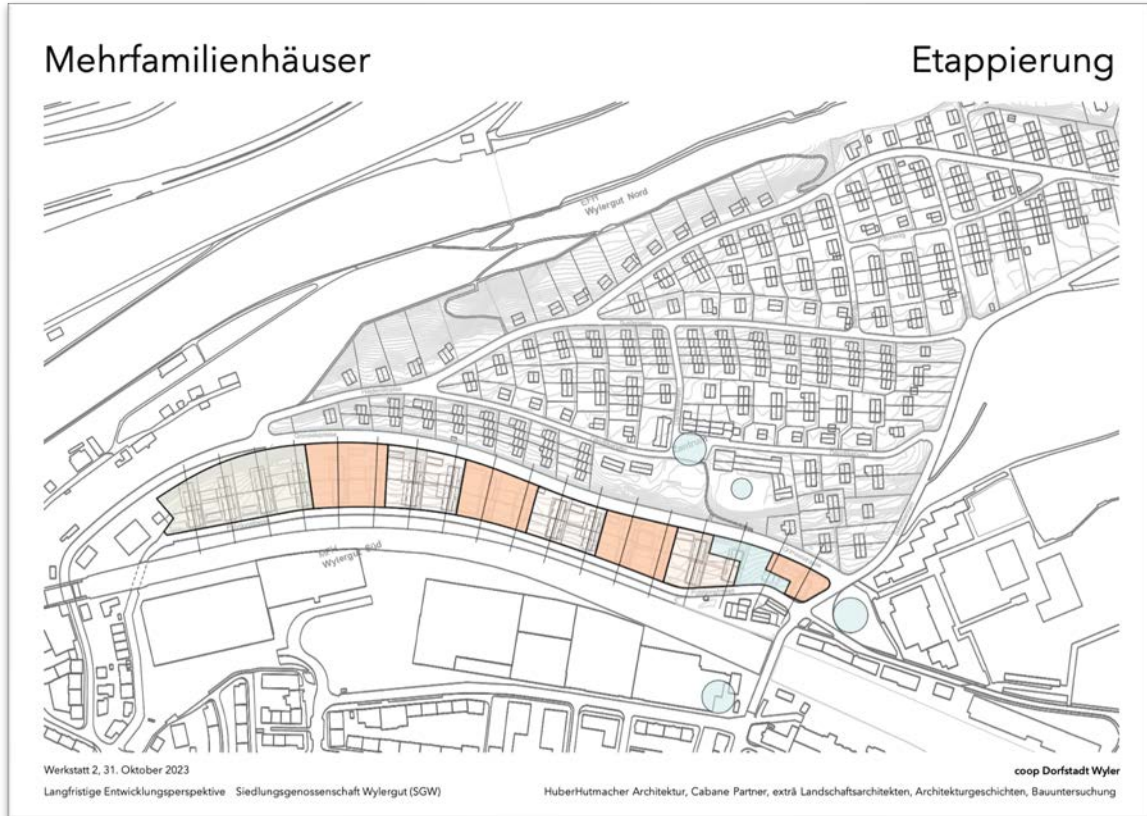 Mehrfamilienhäuser
Etappierung
Wylergut Nord
Wylergut Süd
Werkstatt 2, 31. Oktober 2023
coop Dorfstadt Wyler
Langfristige Entwicklungsperspektive Siedlungsgenossenschaft Wylergut (SGW)
HuberHutmacher Architektur, Cabane Partner, extrā Landschaftsarchitekten, Architekturgeschichten, Bauuntersuchung